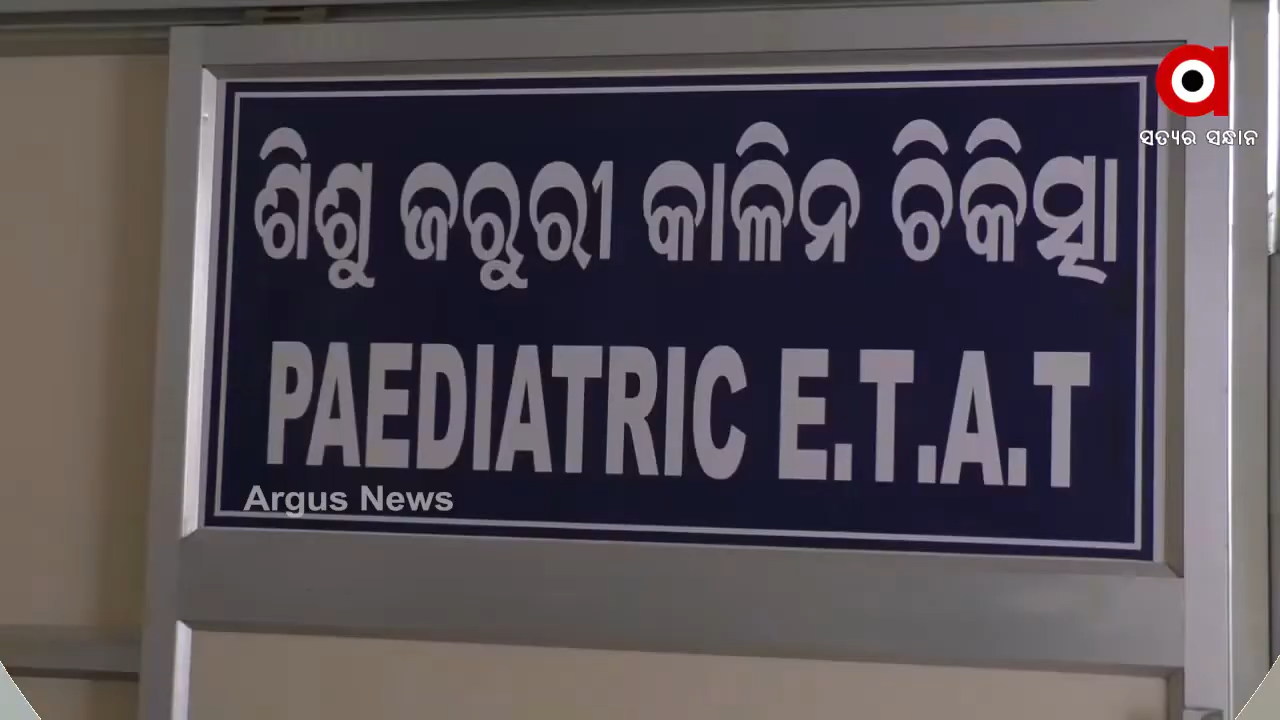 ଶିଶୁ ଜରୁରୀ କାଳିନ ଚିକିତ୍ସା
PAEDIATRIC E.T.A.T
Argus News
a
ସତ୍ୟର ସନ୍ଧାନ